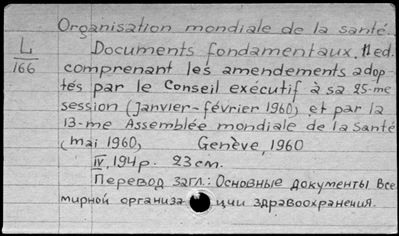 Organisation mondiale de la santé.
L
166
Documents fondamentaux. 11 ed.
comprenant les amendements adop-
tés par le Conseil exécutif à sa 25-me
session (janvier-février 1960) et par la
13-me Assemblée mondiale de la Santé
(mai 1960) Genève, 1960
IV, 194 p. 23 cm.
Перевод загл.: Основные документы Все
мирной организа ции здравоохранения.